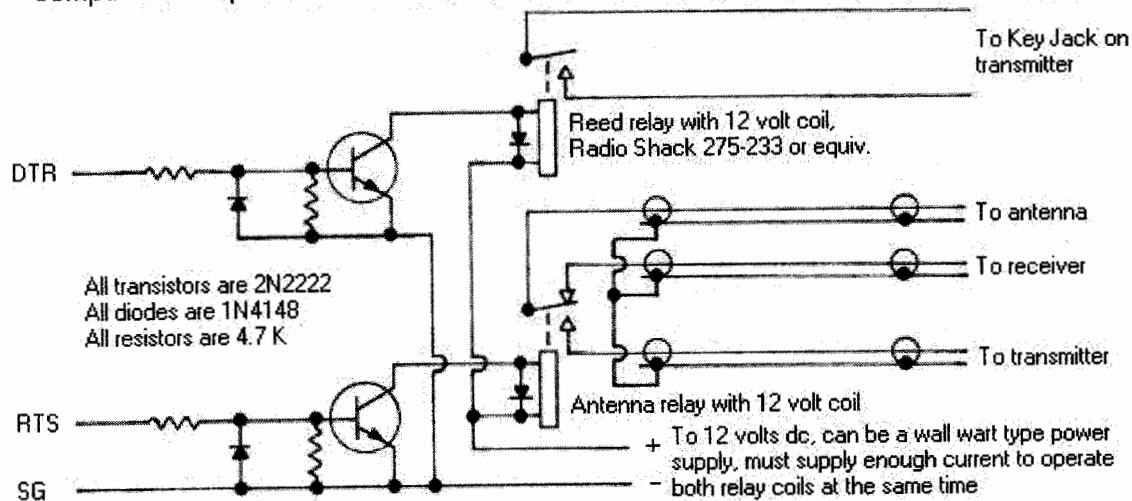 To Key Jack on
transmitter
Reed relay with 12 volt coil,
Radio Shack 275-233 or equiv.
DTR
To antenna
To receiver
All transistors are 2N2222
All diodes are 1N4148
All resistors are 4.7 K
To transmitter
Antenna relay with 12 volt coil
RTS
+ To 12 volts dc, can be a wall wart type power
supply, must supply enough current to operate
- both relay coils at the same time
SG